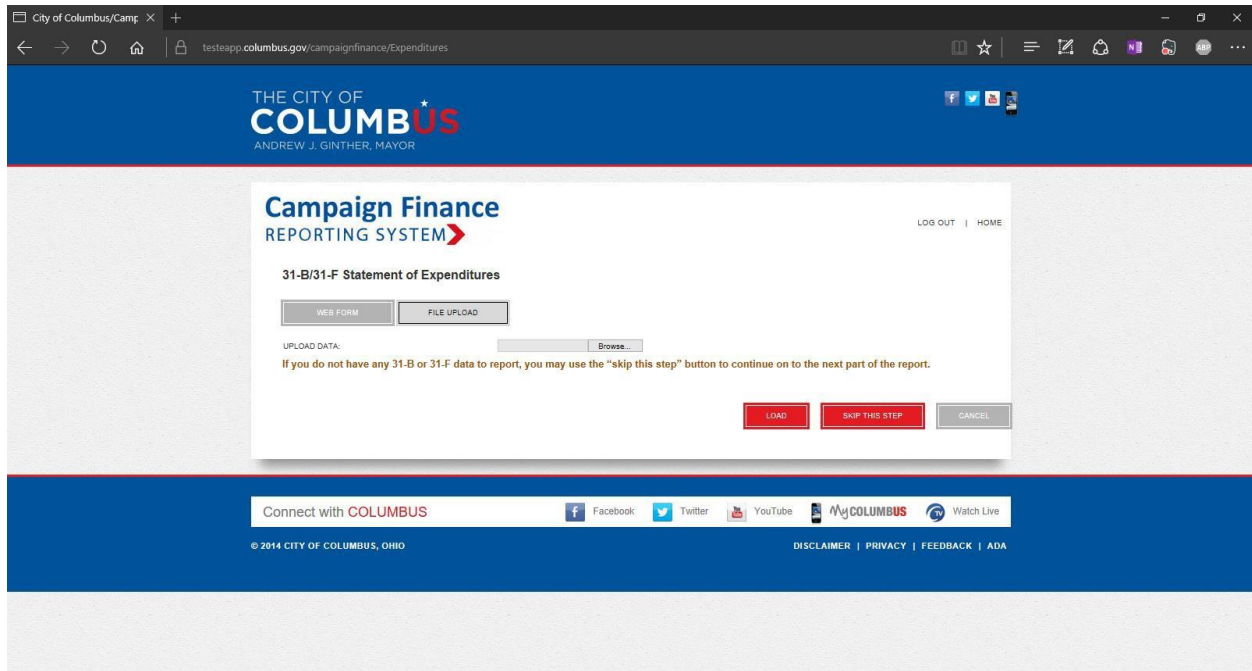 City of Columbus/Camp
testeapp.columbus.gov/campaignfinance/Expenditures
ABP
THE CITY OF
COLUMBUS
ANDREW J. GINTHER, MAYOR
Campaign Finance
REPORTING SYSTEM
LOG OUT | HOME
31-B/31-F Statement of Expenditures
WEB FORM FILE UPLOAD
UPLOAD DATA: Browse...
If you do not have any 31-B or 31-F data to report, you may use the “skip this step” button to continue on to the next part of the report.
LOAD SKIP THIS STEP CANCEL
Connect with COLUMBUS Facebook Twitter YouTube MyCOLUMBUS TV Watch Live
© 2014 CITY OF COLUMBUS, OHIO DISCLAIMER | PRIVACY | FEEDBACK | ADA